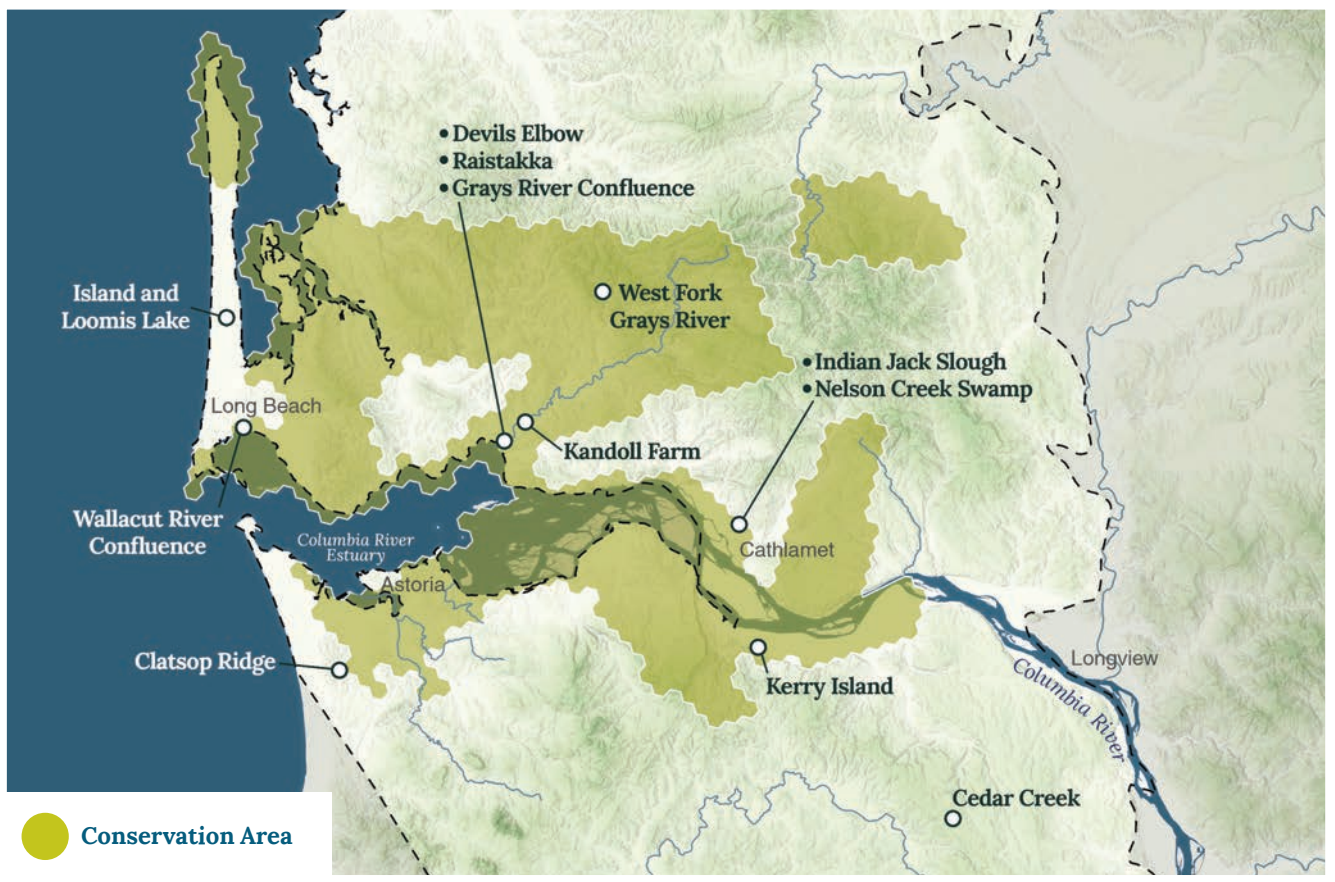 • Devils Elbow
• Raistakka
• Grays River Confluence
Island and
Loomis Lake
West Fork
Grays River
• Indian Jack Slough
• Nelson Creek Swamp
Long Beach
Kandoll Farm
Wallacut River
Confluence
Columbia River
Estuary
Cathlamet
Astoria
Clatsop Ridge
Kerry Island
Longview
Columbia River
Cedar Creek
Conservation Area